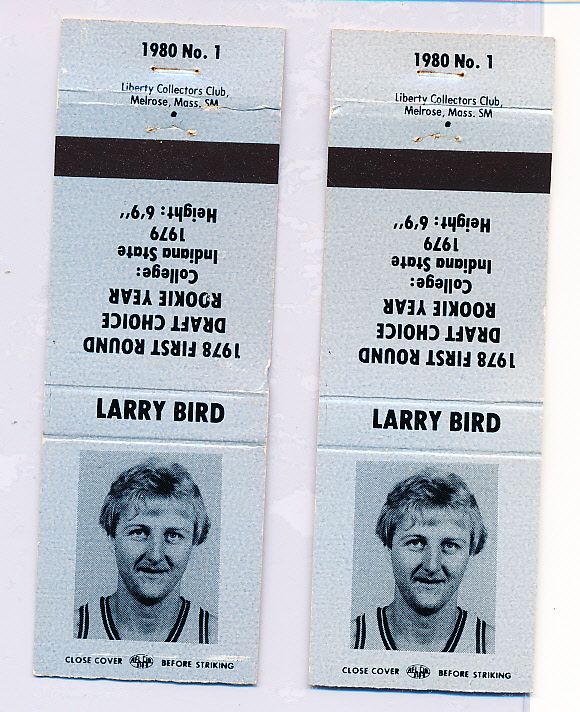 1980 No. 1
Liberty Collectors Club,
Melrose, Mass. SM
1978 FIRST ROUND
DRAFT CHOICE
ROOKIE YEAR
College:
Indiana State
1979
Height: 6'9''
LARRY BIRD
CLOSE COVER BEFORE STRIKING
1980 No. 1
Liberty Collectors Club,
Melrose, Mass. SM
1978 FIRST ROUND
DRAFT CHOICE
ROOKIE YEAR
College:
Indiana State
1979
Height: 6'9''
LARRY BIRD
CLOSE COVER BEFORE STRIKING